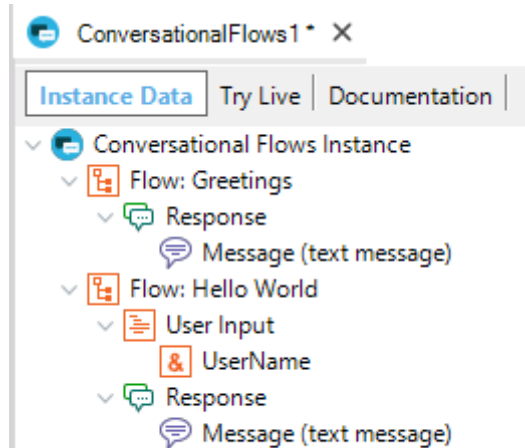 ConversationalFlows1 *
Instance Data Try Live Documentation
Conversational Flows Instance
Flow: Greetings
Response
Message (text message)
Flow: Hello World
User Input
& UserName
Response
Message (text message)